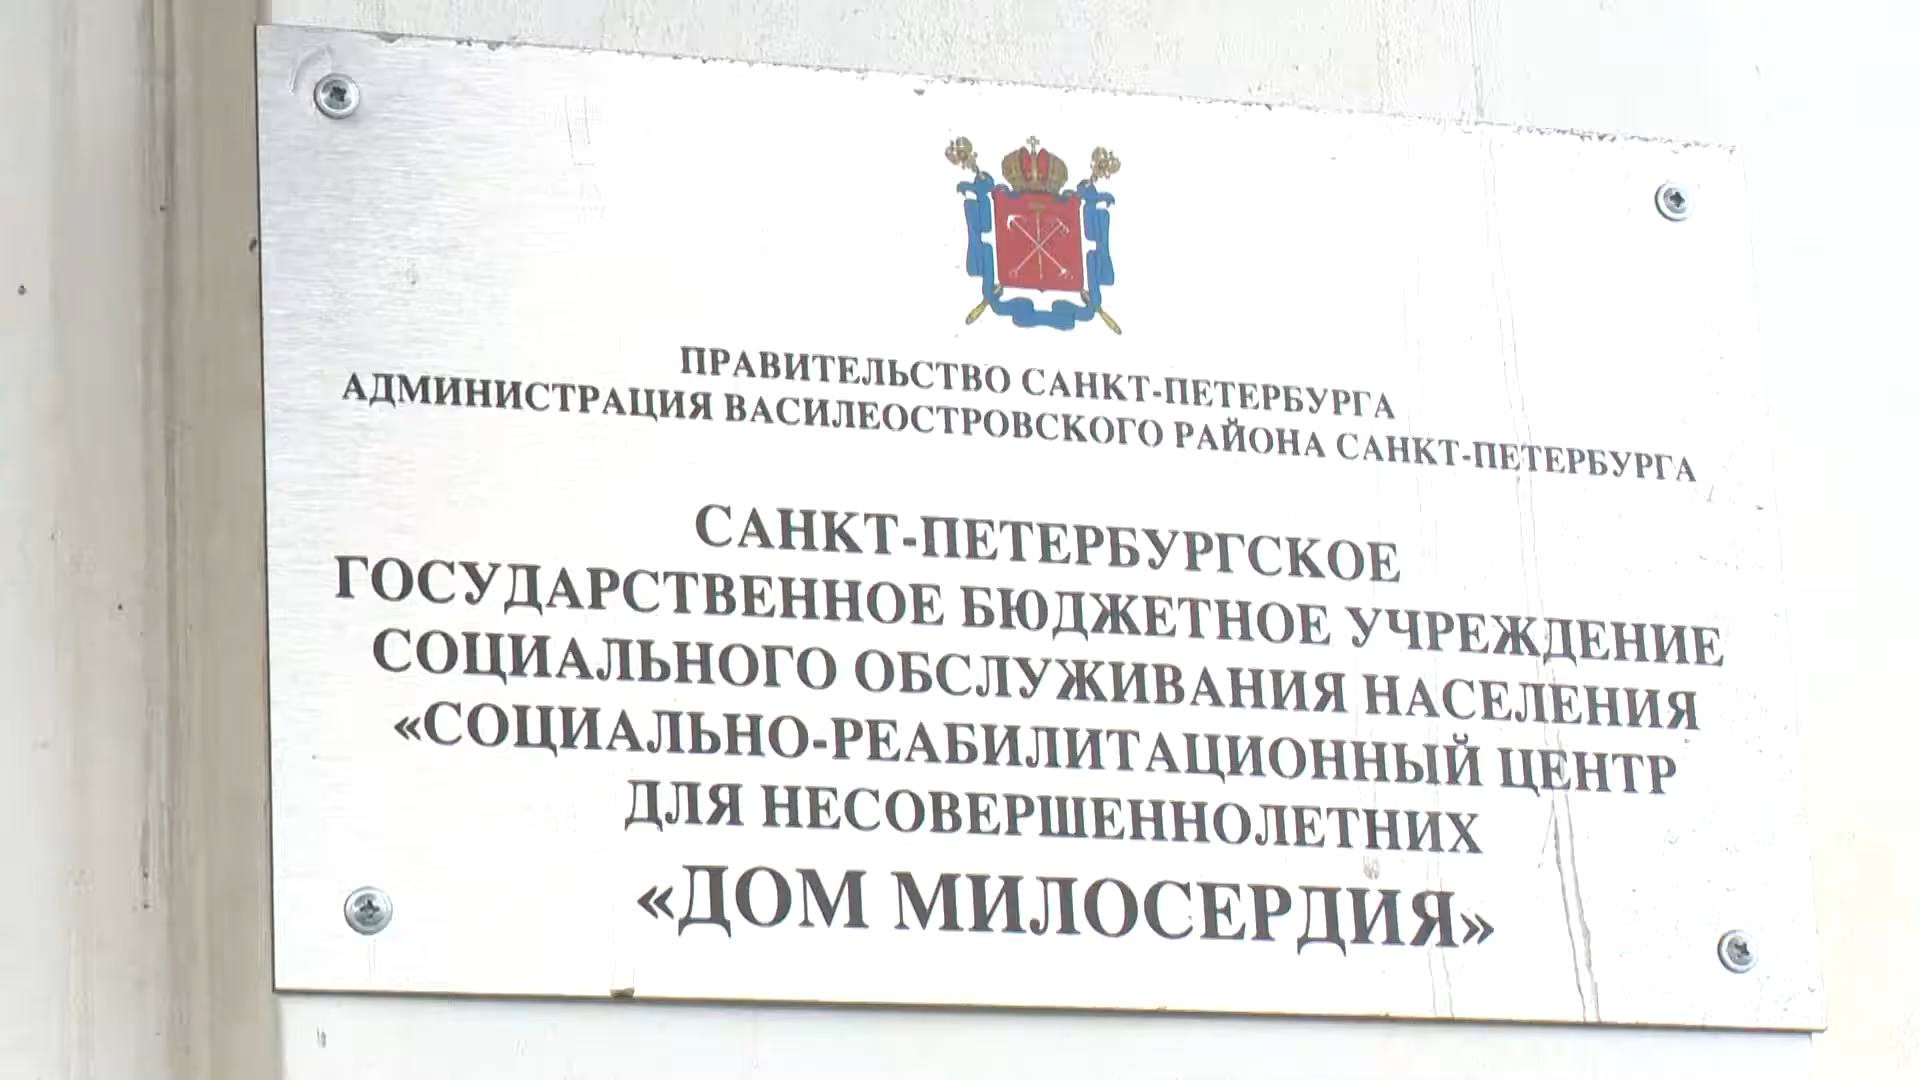 ПРАВИТЕЛЬСТВО САНКТ-ПЕТЕРБУРГА
АДМИНИСТРАЦИЯ ВАСИЛЕОСТРОВСКОГО РАЙОНА САНКТ-ПЕТЕРБУРГА
САНКТ-ПЕТЕРБУРГСКОЕ
ГОСУДАРСТВЕННОЕ БЮДЖЕТНОЕ УЧРЕЖДЕНИЕ
СОЦИАЛЬНОГО ОБСЛУЖИВАНИЯ НАСЕЛЕНИЯ
«СОЦИАЛЬНО-РЕАБИЛИТАЦИОННЫЙ ЦЕНТР
ДЛЯ НЕСОВЕРШЕННОЛЕТНИХ
«ДОМ МИЛОСЕРДИЯ»